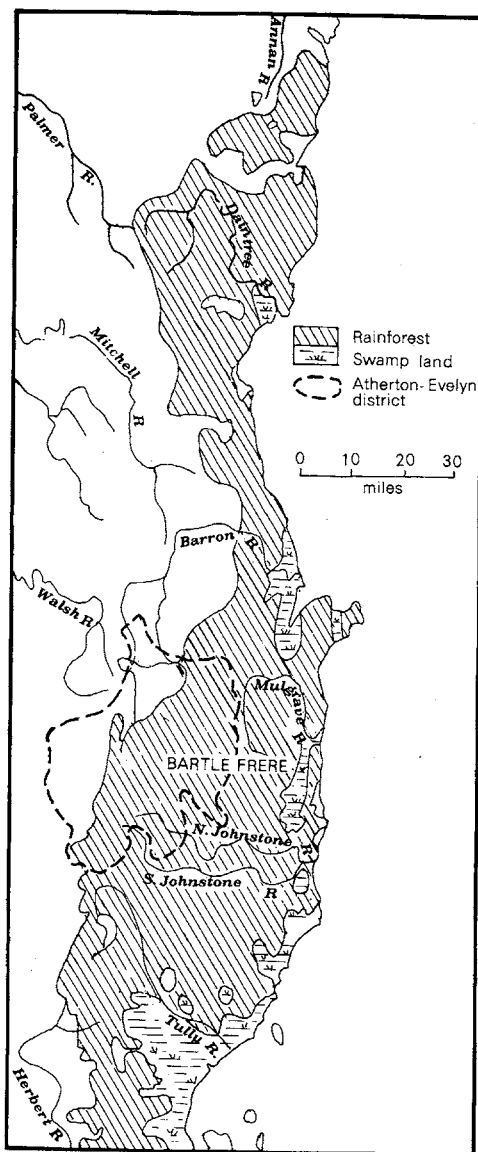 Annan R
Palmer R.
Daintree R
Mitchell R
Rainforest
Swamp land
Atherton-Evelyn
district
0 10 20 30
miles
Barron R
Walsh R
Mulgrave R
BARTLE FRERE
N. Johnstone R
S. Johnstone R
Tully R.
Herbert R